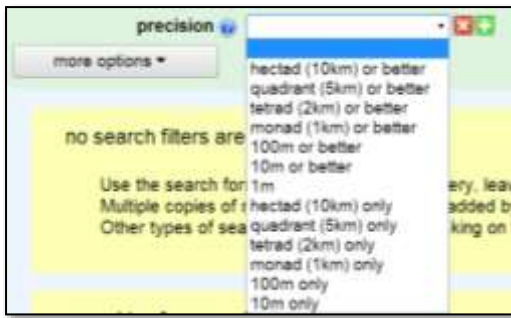 precision
more options
hectad (10km) or better
quadrant (5km) or better
tetrad (2km) or better
monad (1km) or better
100m or better
10m or better
1m
hectad (10km) only
quadrant (5km) only
tetrad (2km) only
monad (1km) only
100m only
10m only
no search filters are
Use the search for
ery, leav
Multiple copies of
added b
Other types of sea
king on